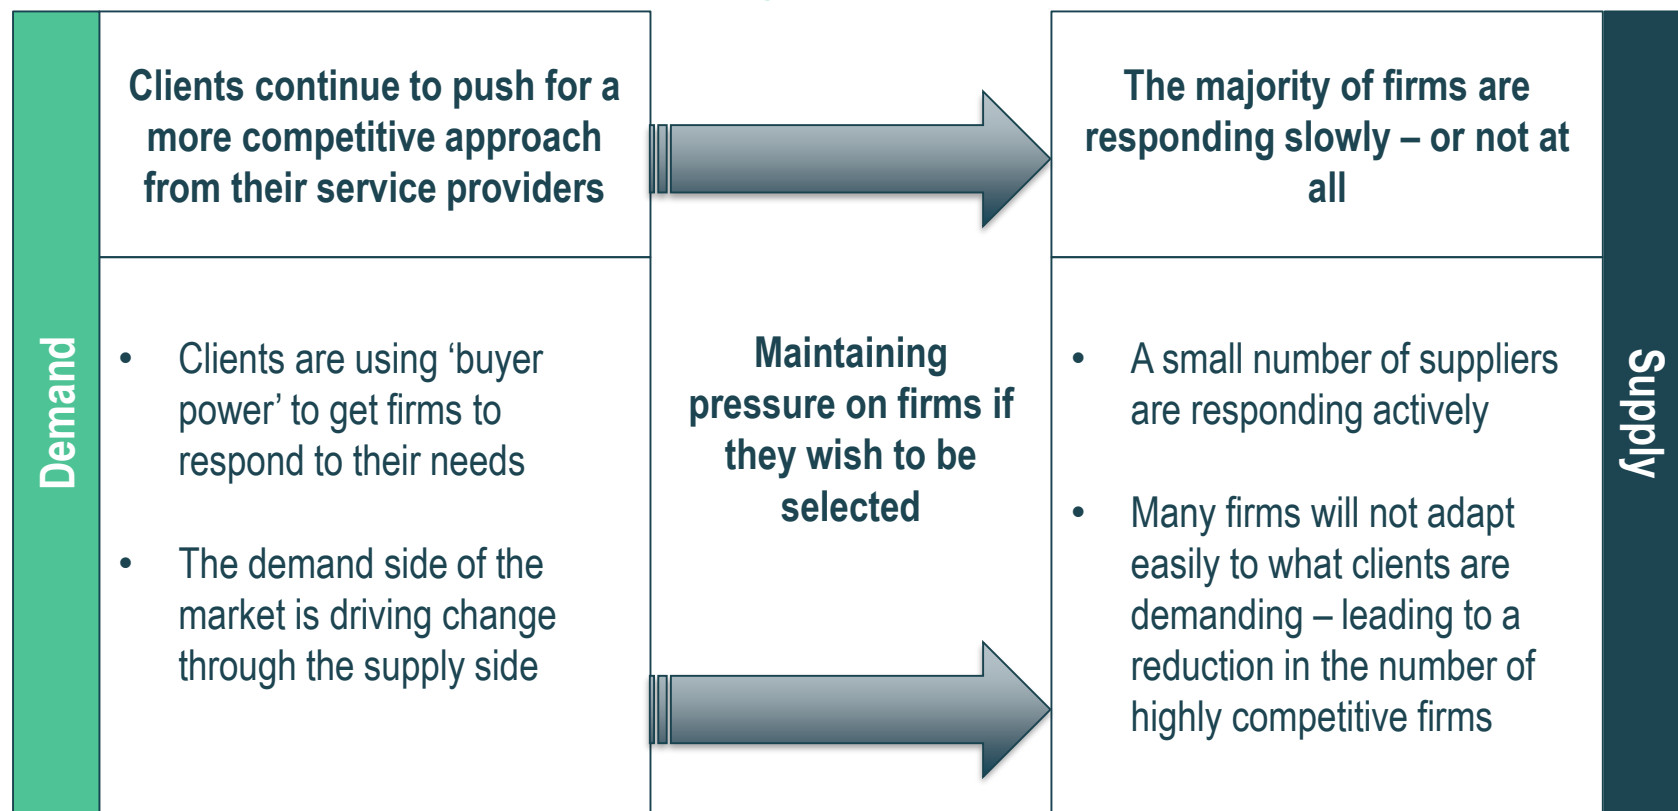 Demand
Clients continue to push for a
more competitive approach
from their service providers
• Clients are using ‘buyer
power’ to get firms to
respond to their needs
• The demand side of the
market is driving change
through the supply side
Maintaining
pressure on firms if
they wish to be
selected
The majority of firms are
responding slowly – or not at
all
• A small number of suppliers
are responding actively
• Many firms will not adapt
easily to what clients are
demanding – leading to a
reduction in the number of
highly competitive firms
Supply